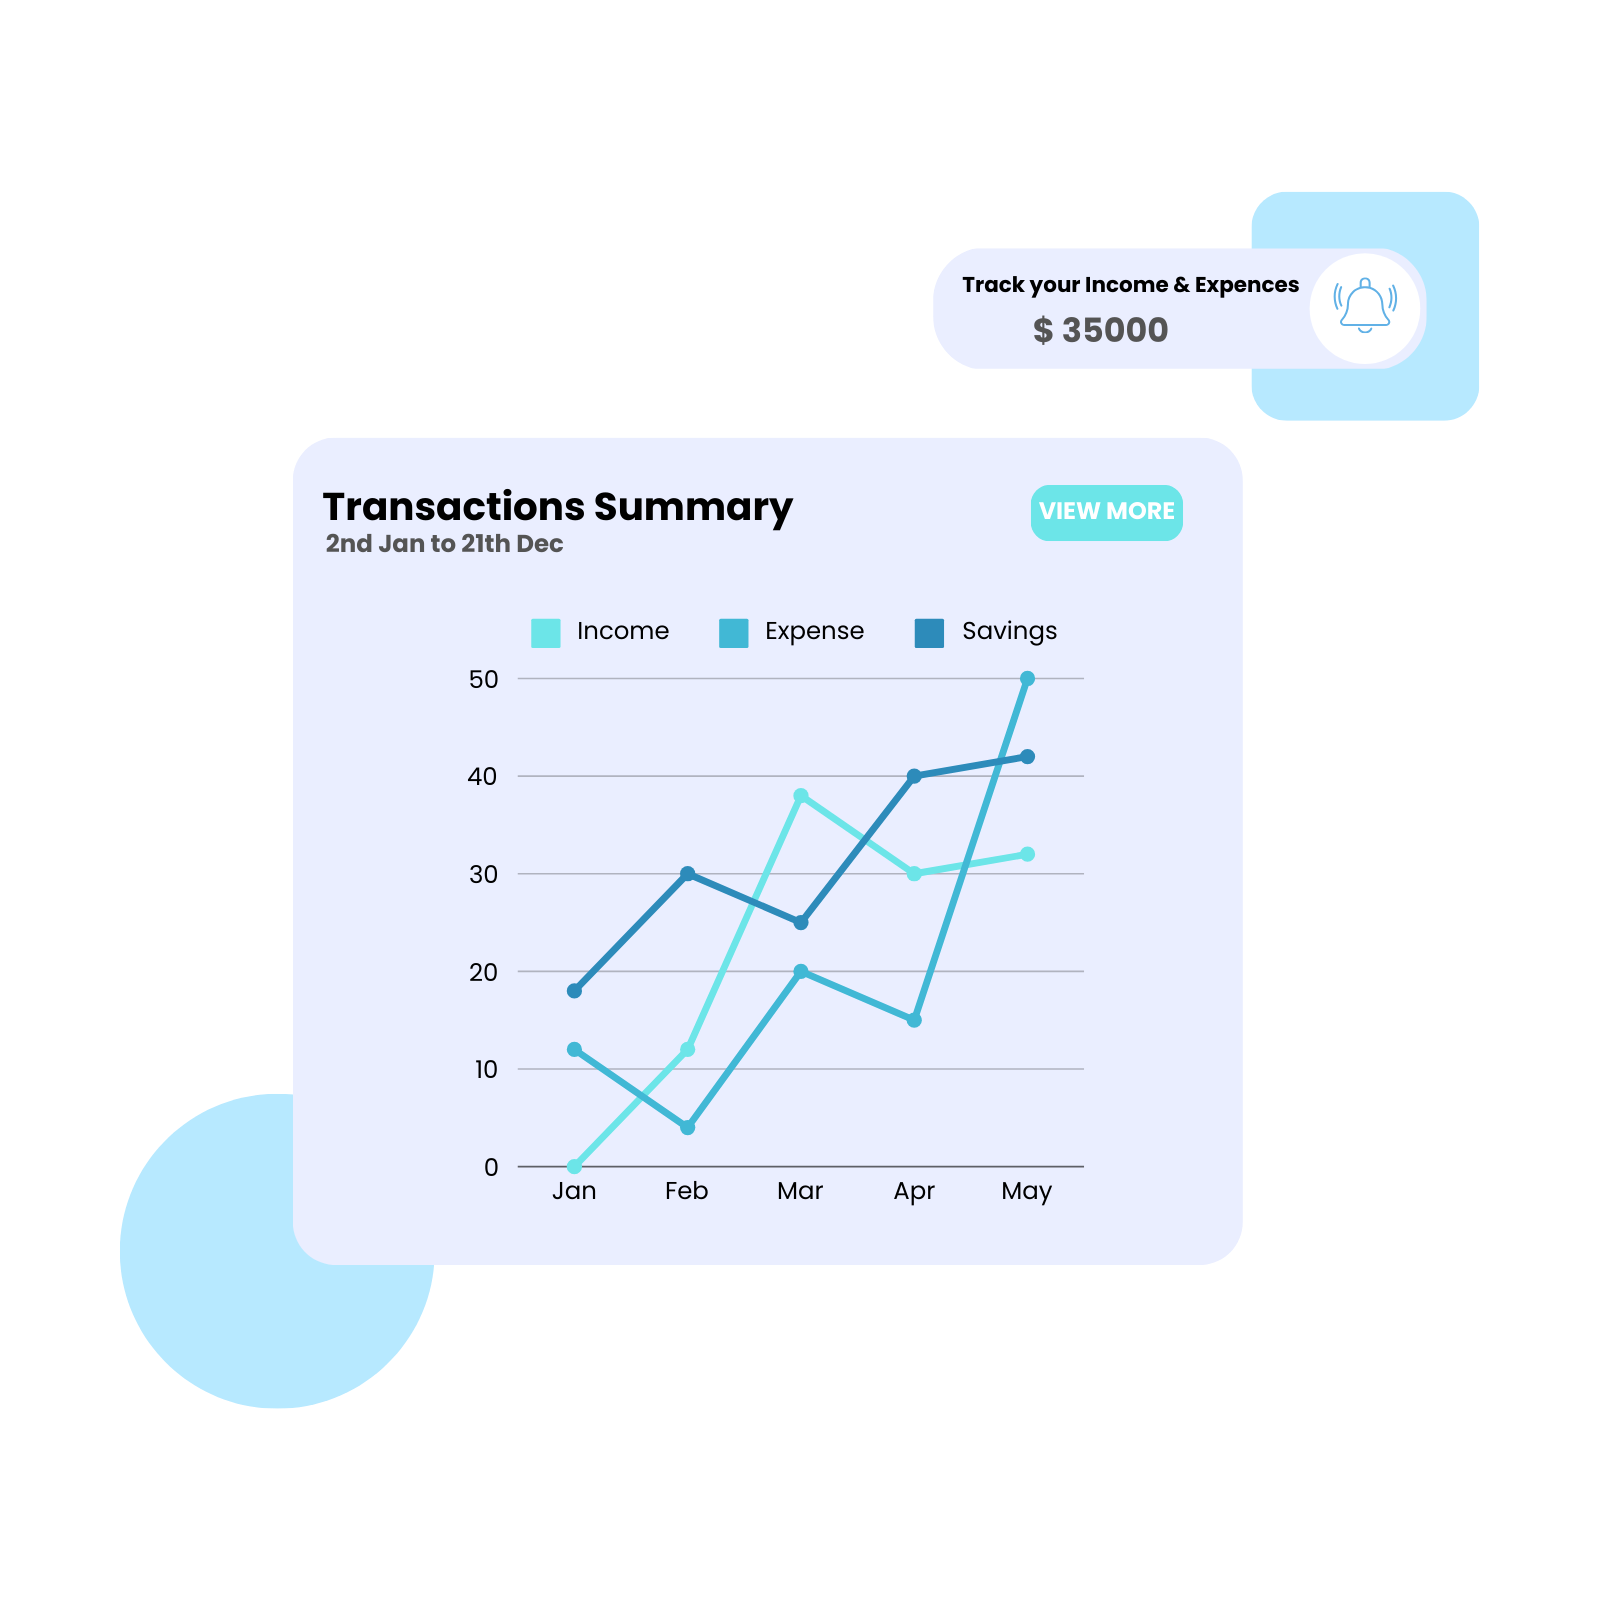 Track your Income & Expences
$ 35000
Transactions Summary
VIEW MORE
2nd Jan to 21th Dec
Income Expense Savings
50
40
30
20
10
0
Jan Feb Mar Apr May